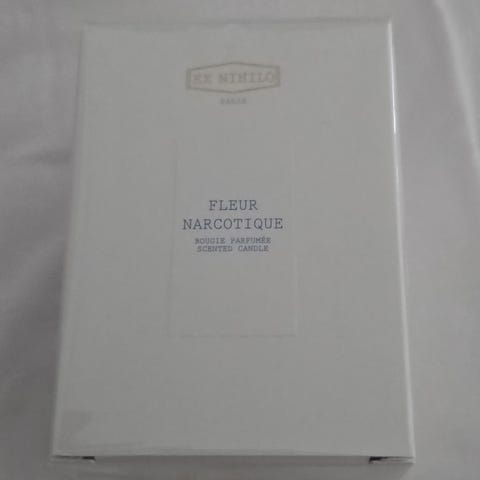 EX NIHILO
PARIS
FLEUR
NARCOTIQUE
BOUGIE PARFUMÉE
SCENTED CANDLE